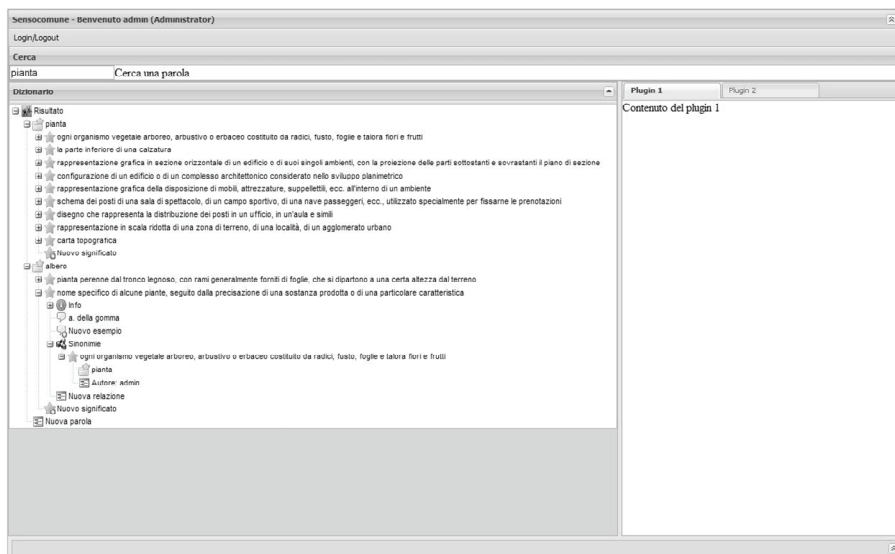 Sensocomune - Benvenuto admin (Administrator)
Login/Logout
Cerca
pianta Cerca una parola
Dizionario
Risultato
pianta
ogni organismo vegetale arboreo, arbustivo o erbaceo costituito da radici, fusto, foglie e talora fiori e frutti
la parte inferiore di una calzatura
rappresentazione grafica in sezione orizzontale di un edificio o di suoi singoli ambienti, con la proiezione delle parti sottostanti e sovrastanti il piano di sezione
configurazione di un edificio o di un complesso architettonico considerato nello sviluppo planimetrico
rappresentazione grafica della disposizione di mobili, attrezzature, suppellettili, ecc. all'interno di un ambiente
schema dei posti di una sala di spettacolo, di un campo sportivo, di una nave passeggeri, ecc., utilizzato specialmente per fissarne le prenotazioni
disegno che rappresenta la distribuzione dei posti in un ufficio, in un'aula e simili
rappresentazione in scala ridotta di una zona di terreno, di una località, di un agglomerato urbano
carta topografica
Nuovo significato
albero
pianta perenne dal tronco legnoso, con rami generalmente forniti di foglie, che si dipartono a una certa altezza dal terreno
nome specifico di alcune piante, seguito dalla precisazione di una sostanza prodotta o di una particolare caratteristica
Info
a. della gomma
Nuovo esempio
Sinonimie
ogni organismo vegetale arboreo, arbustivo o erbaceo costituito da radici, fusto, foglie e talora fiori e frutti
pianta
Autore: admin
Nuova relazione
Nuovo significato
Nuova parola
Plugin 1 Plugin 2
Contenuto del plugin 1